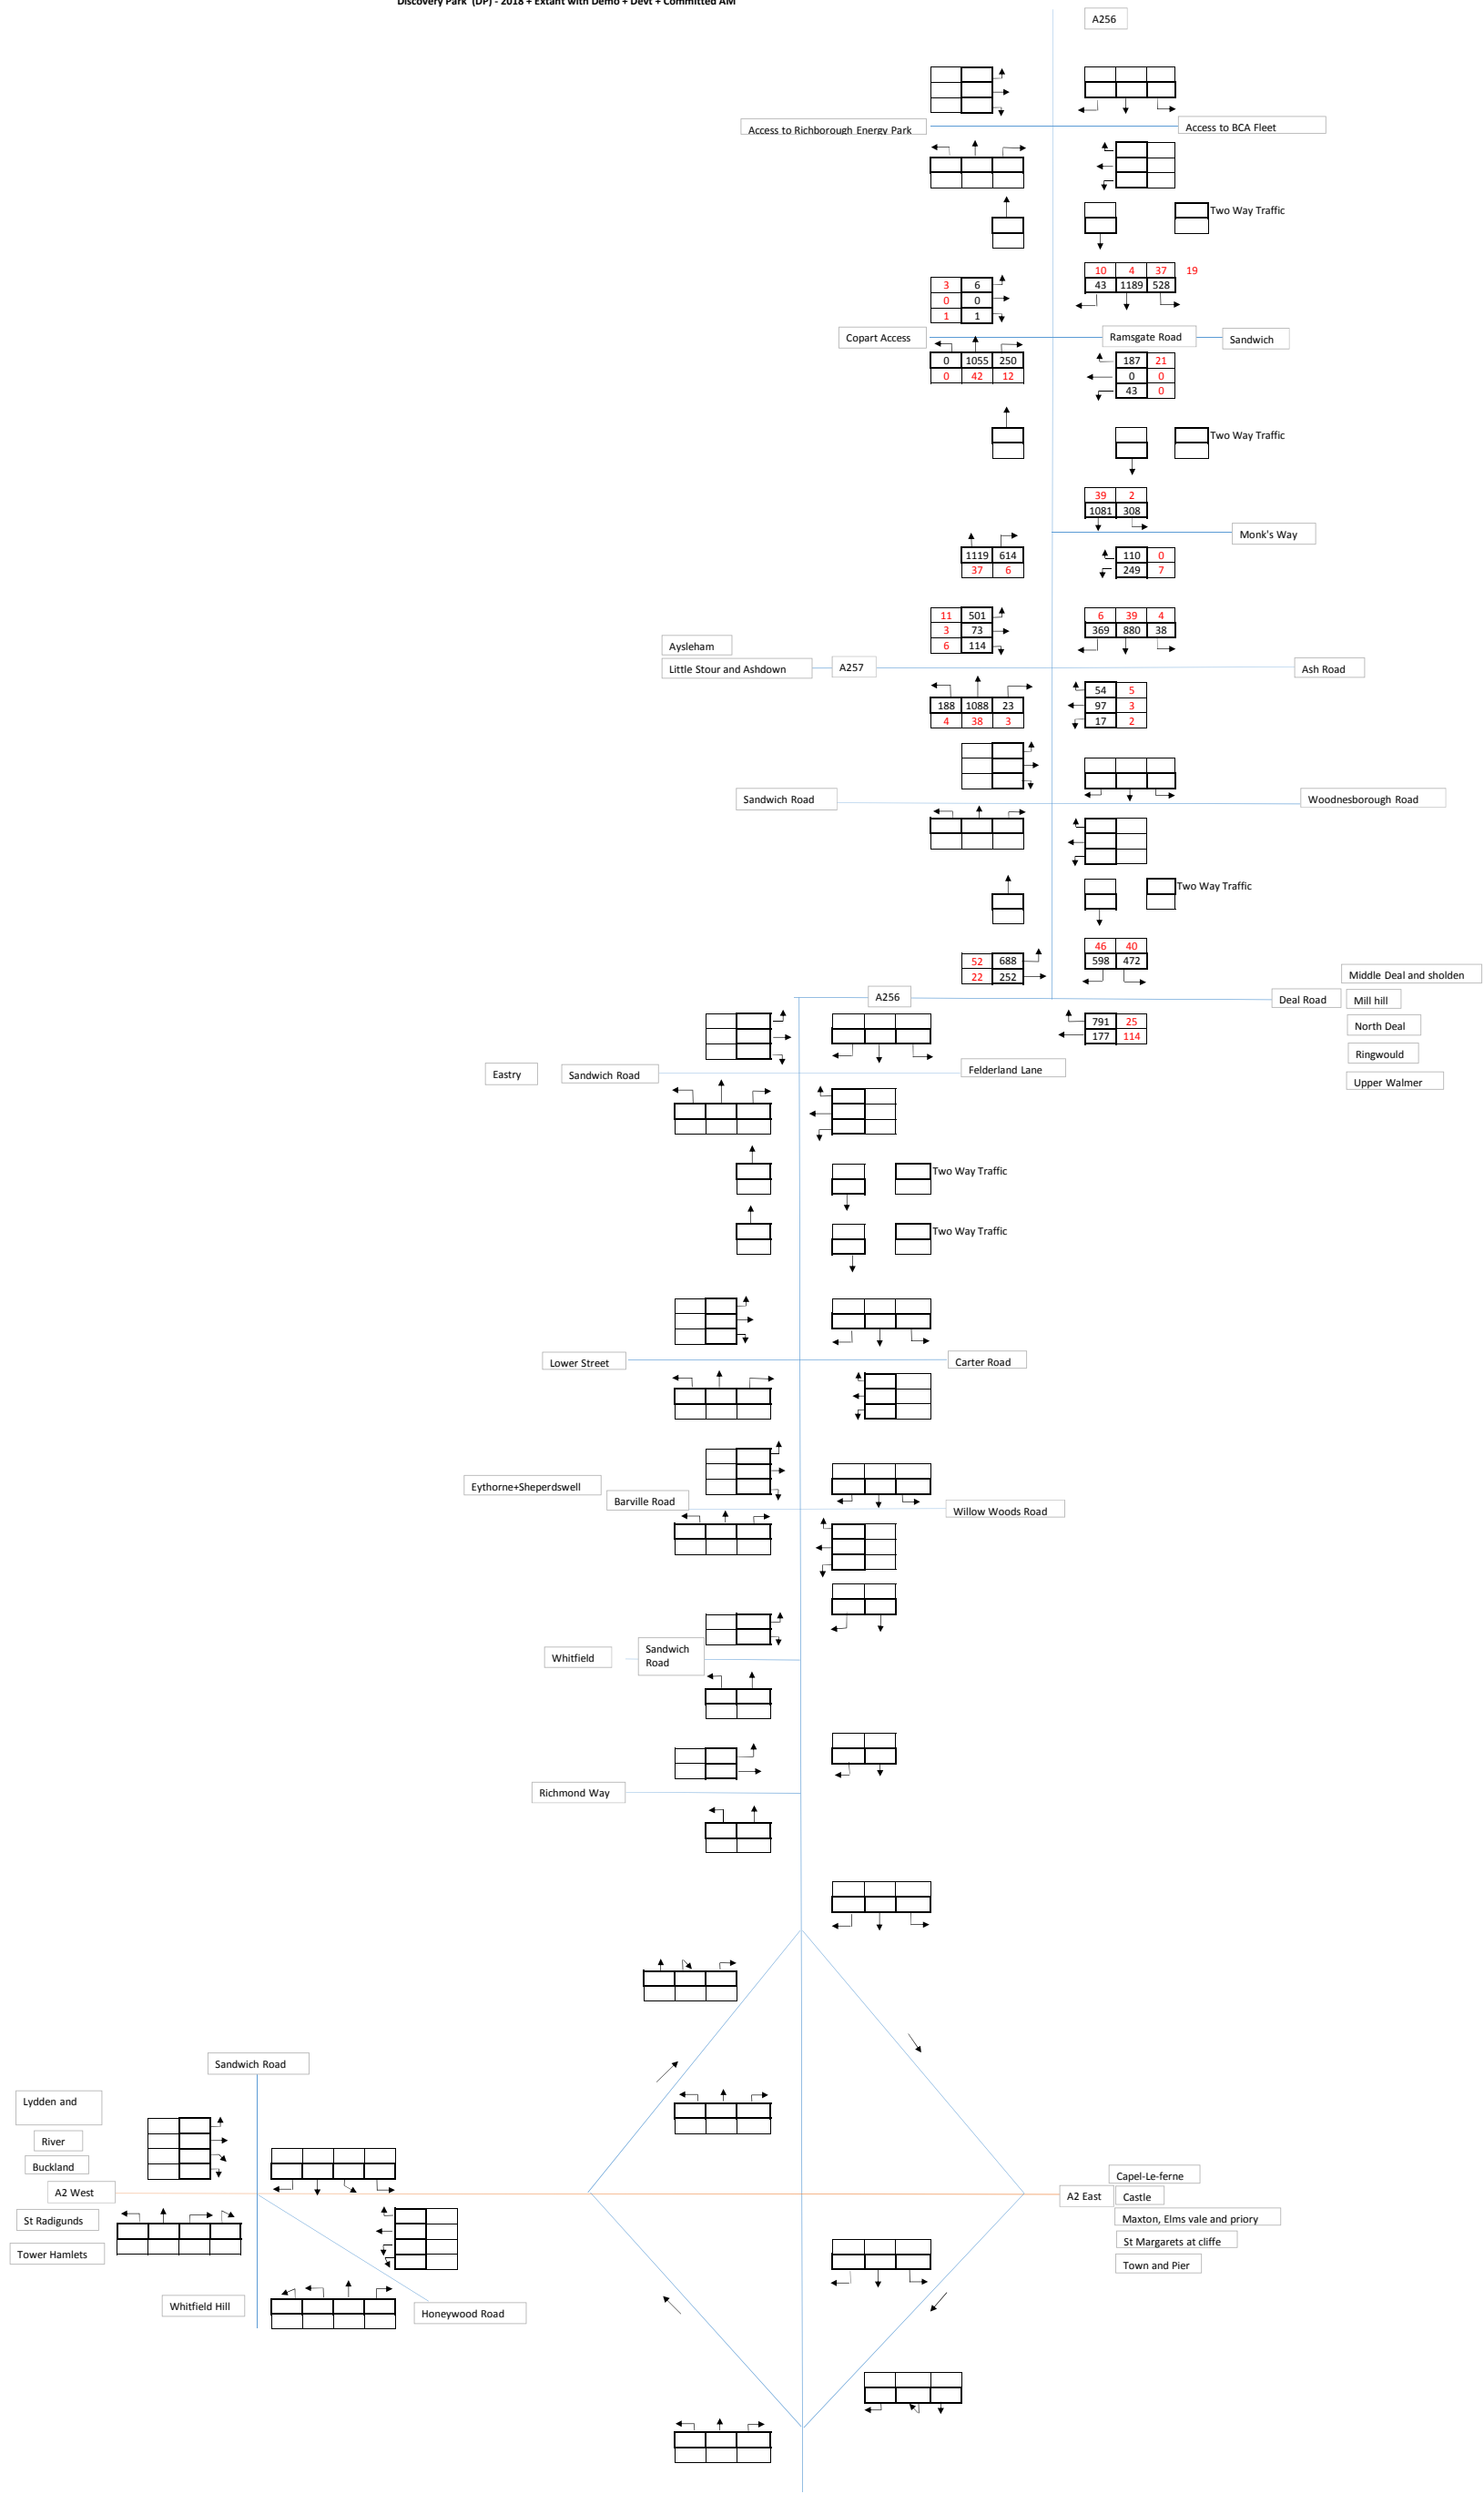 Discovery Park (DP) - 2018 + Extant with Demo + Devt + Committed AM
A256
Access to Richborough Energy Park
Access to BCA Fleet
Two Way Traffic
10 4 37 19
43 1189 528
3 6
0 0
1 1
Copart Access
Ramsgate Road
Sandwich
0 1055 250
0 42 12
187 21
0 0
43 0
Two Way Traffic
39 2
1081 308
Monk's Way
1119 614
37 6
110 0
249 7
11 501
3 73
6 114
6 39 4
369 880 38
Aysleham
Little Stour and Ashdown
A257
Ash Road
188 1088 23
4 38 3
54 5
97 3
17 2
Sandwich Road
Woodnesborough Road
Two Way Traffic
46 40
598 472
52 688
22 252
Middle Deal and sholden
A256
Deal Road
Mill hill
791 25
177 114
North Deal
Ringwould
Upper Walmer
Eastry
Sandwich Road
Felderland Lane
Two Way Traffic
Two Way Traffic
Lower Street
Carter Road
Eythorne+Sheperdswell
Barville Road
Willow Woods Road
Whitfield
Sandwich
Road
Richmond Way
Sandwich Road
Lydden and
River
Buckland
A2 West
St Radigunds
Tower Hamlets
Whitfield Hill
Honeywood Road
Capel-Le-ferne
A2 East
Castle
Maxton, Elms vale and priory
St Margarets at cliffe
Town and Pier